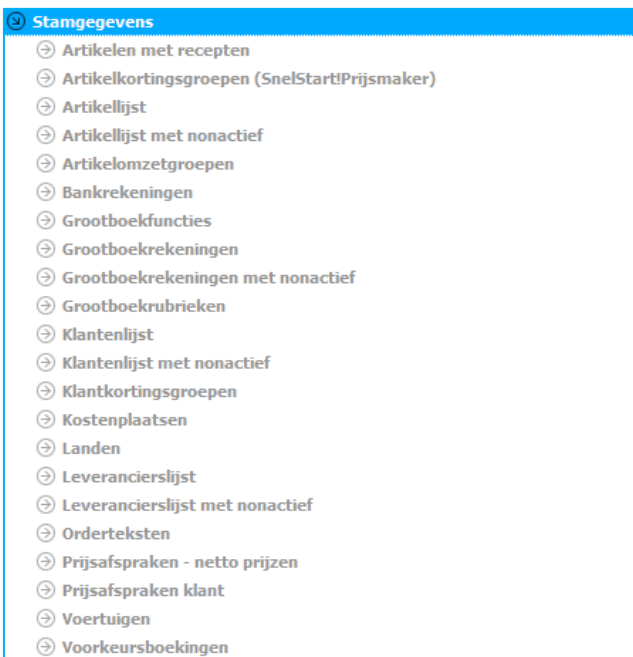 Stamgegevens
Artikelen met recepten
Artikelkortingsgroepen (SnelStart!Prijsmaker)
Artikellijst
Artikellijst met nonactief
Artikelomzetgroepen
Bankrekeningen
Grootboekfuncties
Grootboekrekeningen
Grootboekrekeningen met nonactief
Grootboekrubrieken
Klantenlijst
Klantenlijst met nonactief
Klantkortingsgroepen
Kostenplaatsen
Landen
Leverancierslijst
Leverancierslijst met nonactief
Orderteksten
Prijsafspraken - netto prijzen
Prijsafspraken klant
Voertuigen
Voorkeursboekingen